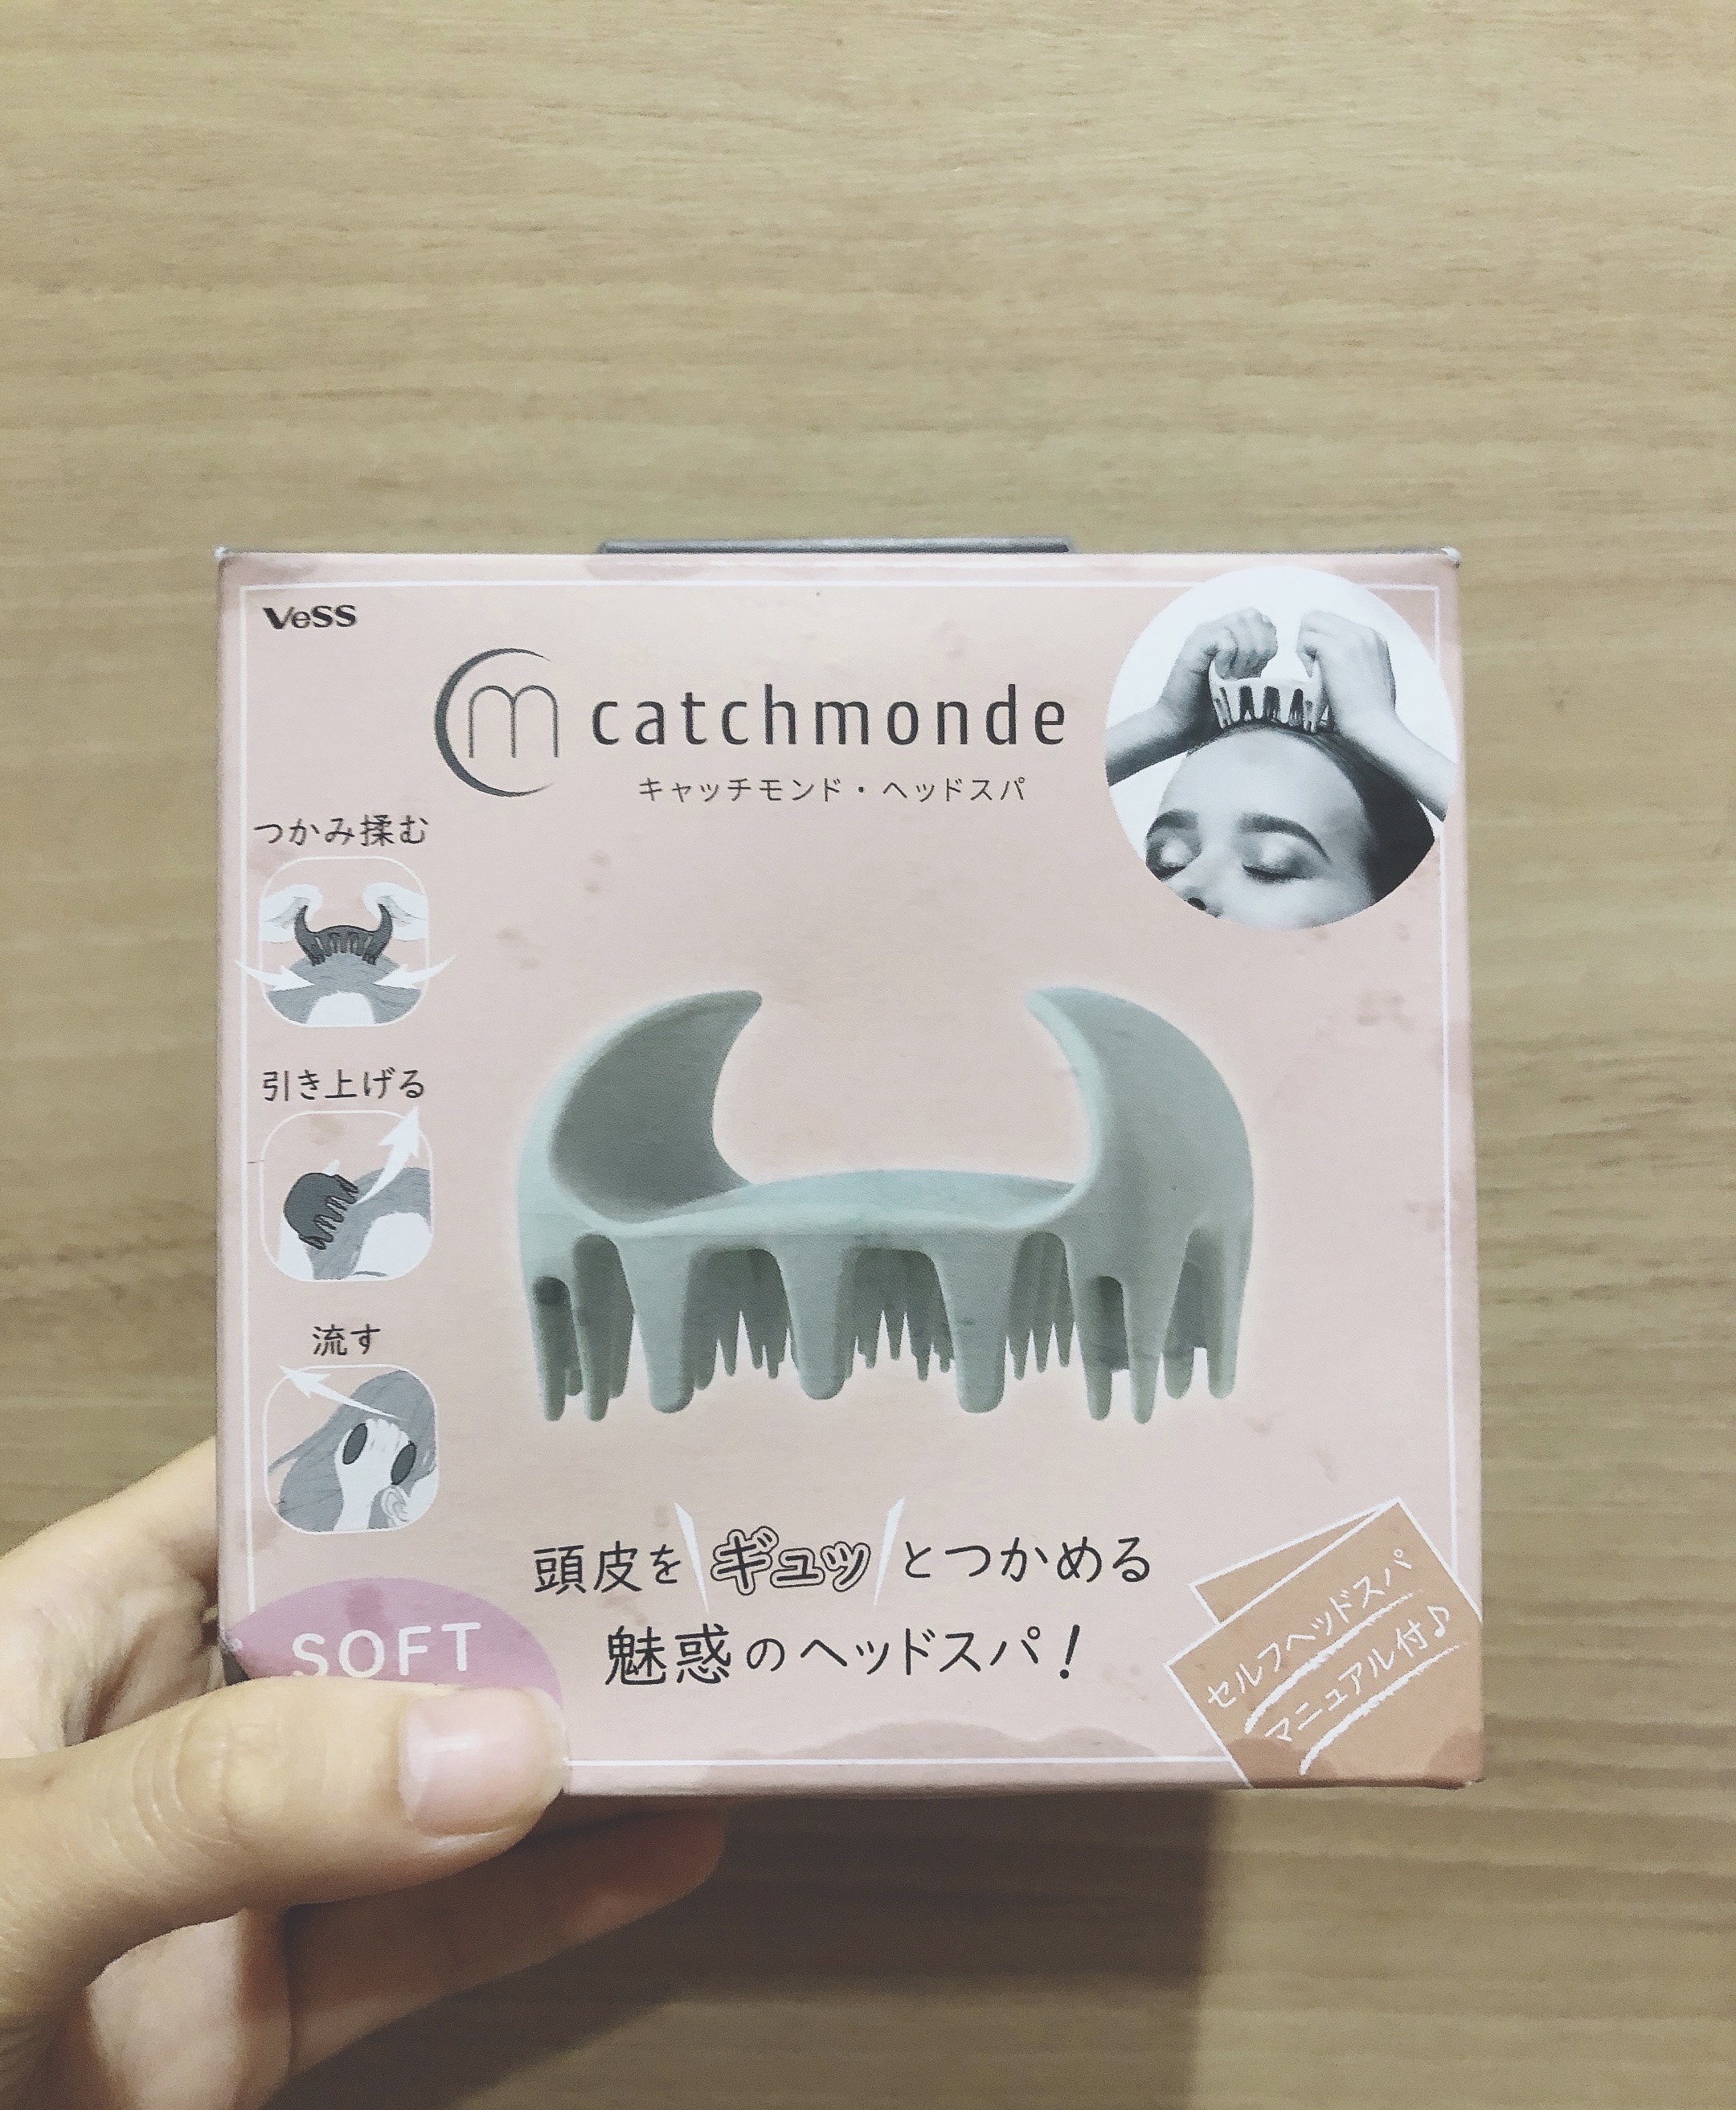 VeSS
catchmonde
キャッチモンド・ヘッドスパ
つかみ揉む
引き上げる
流す
頭皮をギュッとつかめる
魅惑のヘッドスパ!
SOFT
セルフヘッドスパ
マニュアル付♪